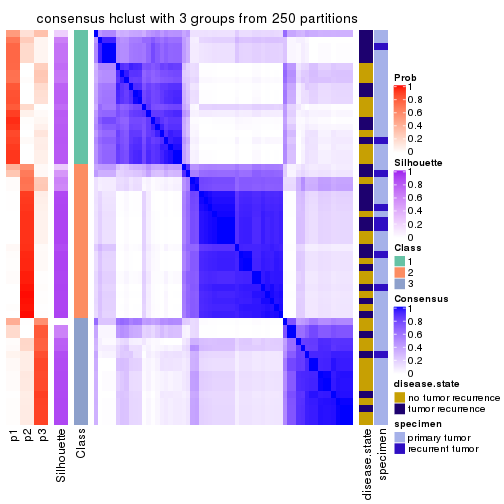 consensus hclust with 3 groups from 250 partitions
Prob
1
0.8
0.6
0.4
0.2
0
Silhouette
1
0.8
0.6
0.4
0.2
0
Class
1
2
3
Consensus
1
0.8
0.6
0.4
0.2
0
disease.state
no tumor recurrence
tumor recurrence
specimen
primary tumor
recurrent tumor
p1
p2
p3
Silhouette
Class
disease.state
specimen